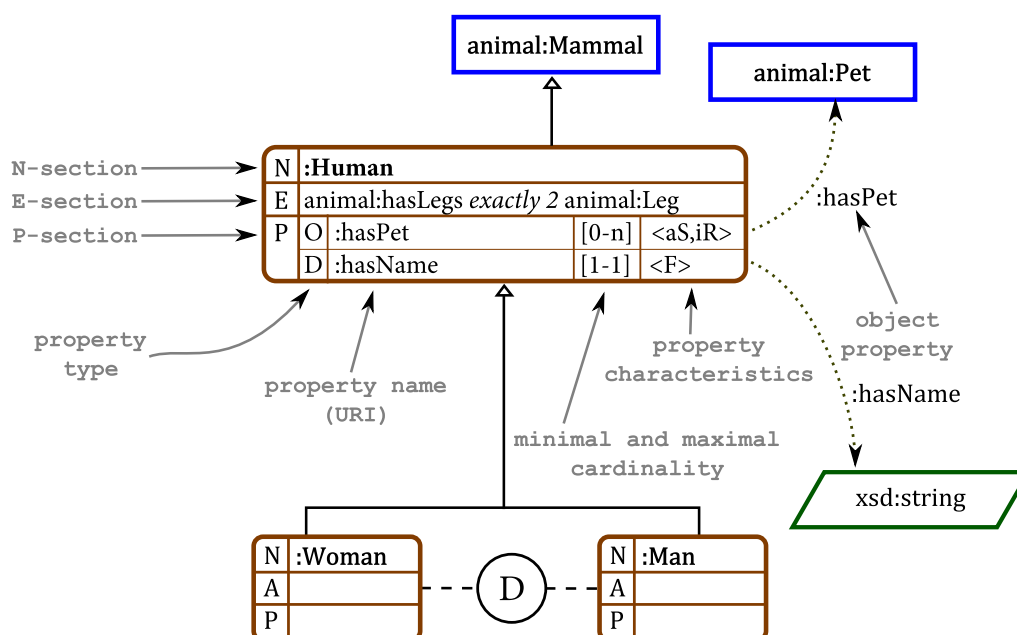 animal:Mammal
animal:Pet
N-section
N :Human
E-section
E animal:hasLegs exactly 2 animal:Leg
:hasPet
P-section
P O :hasPet [0-n] <aS,iR>
D :hasName [1-1] <F>
object
property
property
type
property
characteristics
property name
(URI)
:hasName
minimal and maximal
cardinality
xsd:string
N :Woman
A
P
D
N :Man
A
P